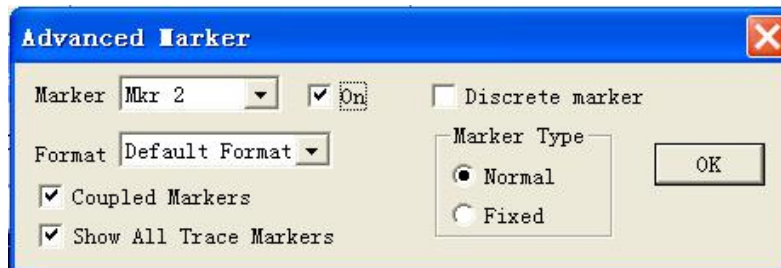 Advanced Marker
Marker Mkr 2 On Discrete marker
Format Default Format Marker Type
Normal OK
Coupled Markers
Fixed
Show All Trace Markers